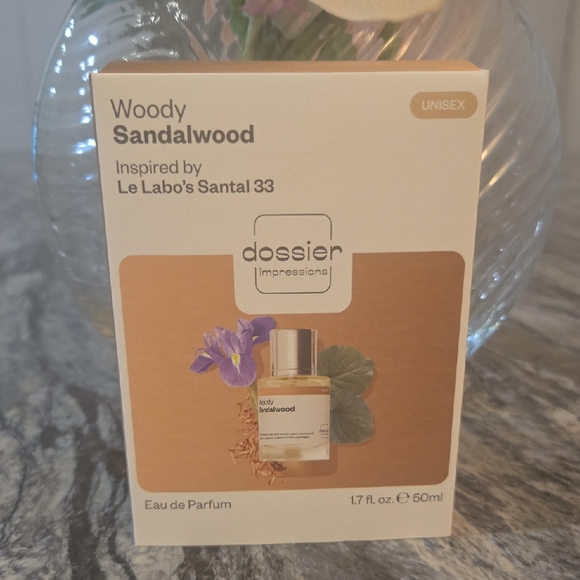 Woody
UNISEX
Sandalwood
Inspired by
Le Labo's Santal 33
dossier
impressions
Woody
Sandalwood
Eau de Parfum
1.7 fl. oz. ℮ 50ml